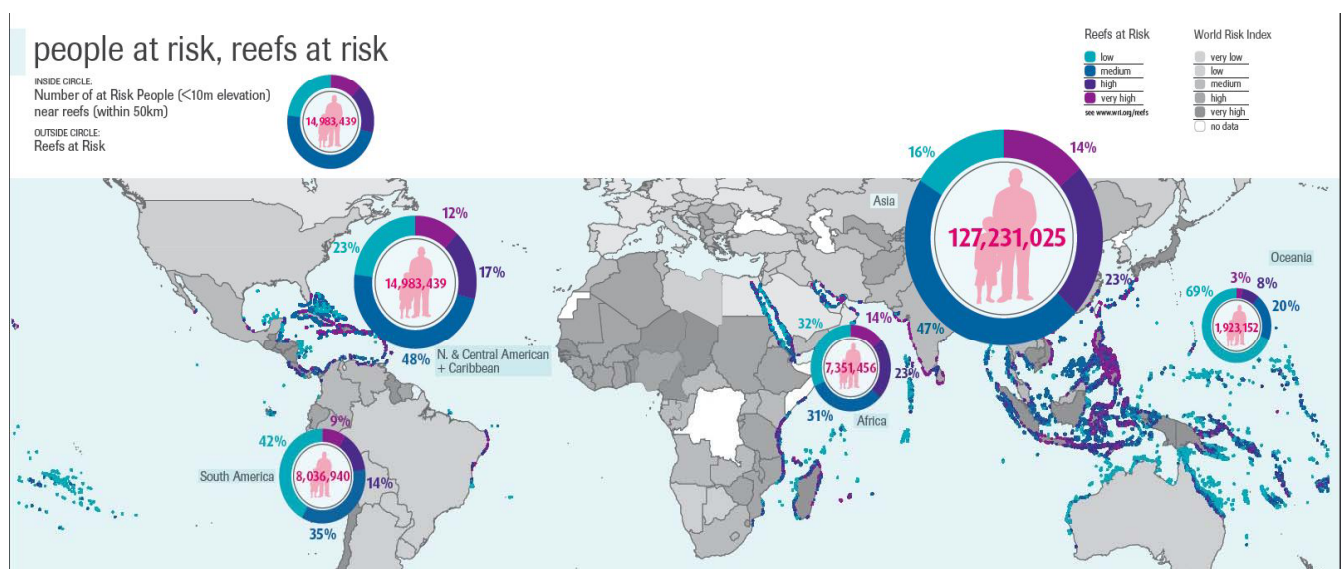 people at risk, reefs at risk
INSIDE CIRCLE:
Number of at Risk People (<10m elevation)
near reefs (within 50km)
OUTSIDE CIRCLE:
Reefs at Risk
14,983,439
Reefs at Risk
low
medium
high
very high
see www.wri.org/reefs
World Risk Index
very low
low
medium
high
very high
no data
12%
23%
17%
14,983,439
48%
N. & Central American
+ Caribbean
9%
42%
South America
8,036,940
14%
35%
32%
14%
7,351,456
23%
31%
Africa
16%
14%
Asia
127,231,025
23%
47%
Oceania
69%
3%
8%
20%
1,923,152